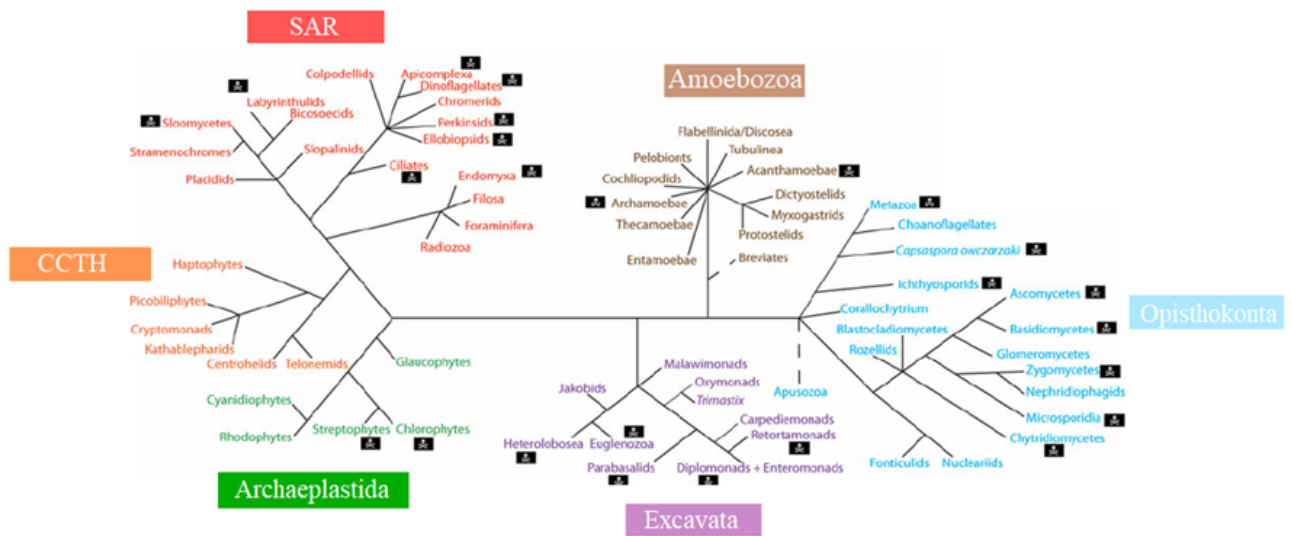 SAR
Colpodellids
Apicomplexa
Dinoflagellates
Chromerids
Perkinsids
Ellobiopsids
Labyrinthulids
Bicosoecids
Sloomycetes
Stramenochromes
Slopalinids
Placidids
Ciliates
Endomyxa
Filosa
Foraminifera
Radiozoa
Amoebozoa
Flabellinida/Discosea
Tubulinea
Pelobionts
Acanthamoebae
Cochliopodids
Archamoebae
Dictyostelids
Myxogastrids
Thecamoebae
Protostelids
Entamoebae
Breviates
Metazoa
Choanoflagellates
Capsaspora owczarzaki
Ichthyosporids
Corallochytrium
Ascomycetes
Blastocladiomycetes
Basidiomycetes
Rozellids
Glomeromycetes
Zygomycetes
Nephridiophagids
Microsporidia
Chytridiomycetes
Fonticulids
Nucleariids
Apusozoa
Opisthokonta
CCTH
Haptophytes
Picobiliphytes
Cryptomonads
Kathablepharids
Centrohelids
Telonemids
Glaucophytes
Cyanidiophytes
Rhodophytes
Streptophytes
Chlorophytes
Archaeplastida
Malawimonads
Jakobids
Oxymonads
Trimastix
Carpediemonads
Retortamonads
Heterolobosea
Euglenozoa
Parabasalids
Diplomonads + Enteromonads
Excavata